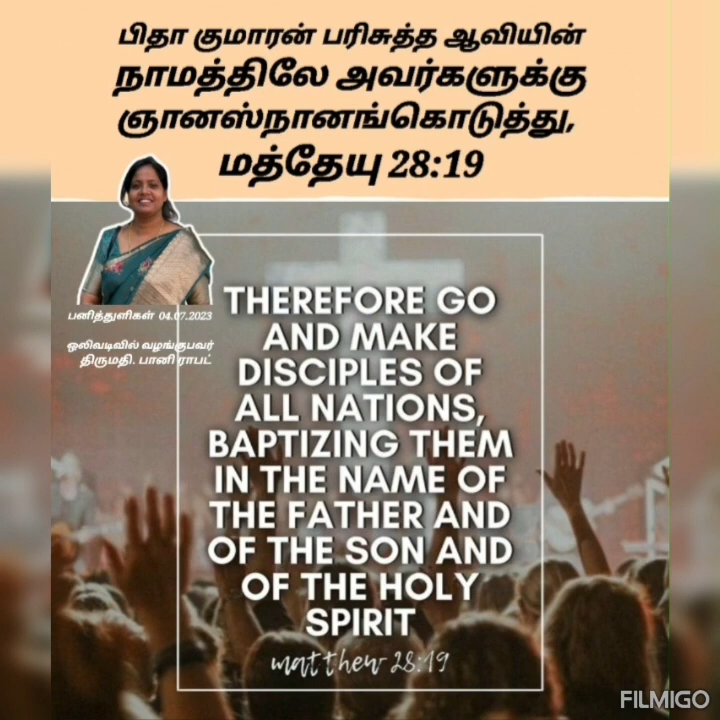 பிதா குமாரன் பரிசுத்த ஆவியின்
நாமத்திலே அவர்களுக்கு
ஞானஸ்நானங்கொடுத்து,
மத்தேயு 28:19
பனித்துளிகள் 04.07.2023
ஒலிவடிவில் வழங்குபவர்
திருமதி. பானி ராபட்
THEREFORE GO
AND MAKE
DISCIPLES OF
ALL NATIONS,
BAPTIZING THEM
IN THE NAME OF
THE FATHER AND
OF THE SON AND
OF THE HOLY
SPIRIT
matthew 28:19
FILMIGO